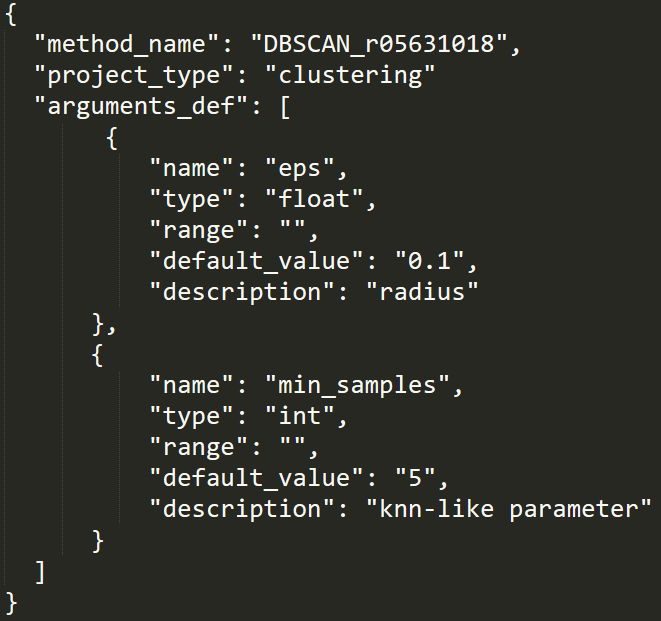 {
  "method_name": "DBSCAN_r05631018",
  "project_type": "clustering"
  "arguments_def": [
       {
          "name": "eps",
          "type": "float",
          "range": "",
          "default_value": "0.1",
          "description": "radius"
      },
      {
          "name": "min_samples",
          "type": "int",
          "range": "",
          "default_value": "5",
          "description": "knn-like parameter"
      }
  ]
}